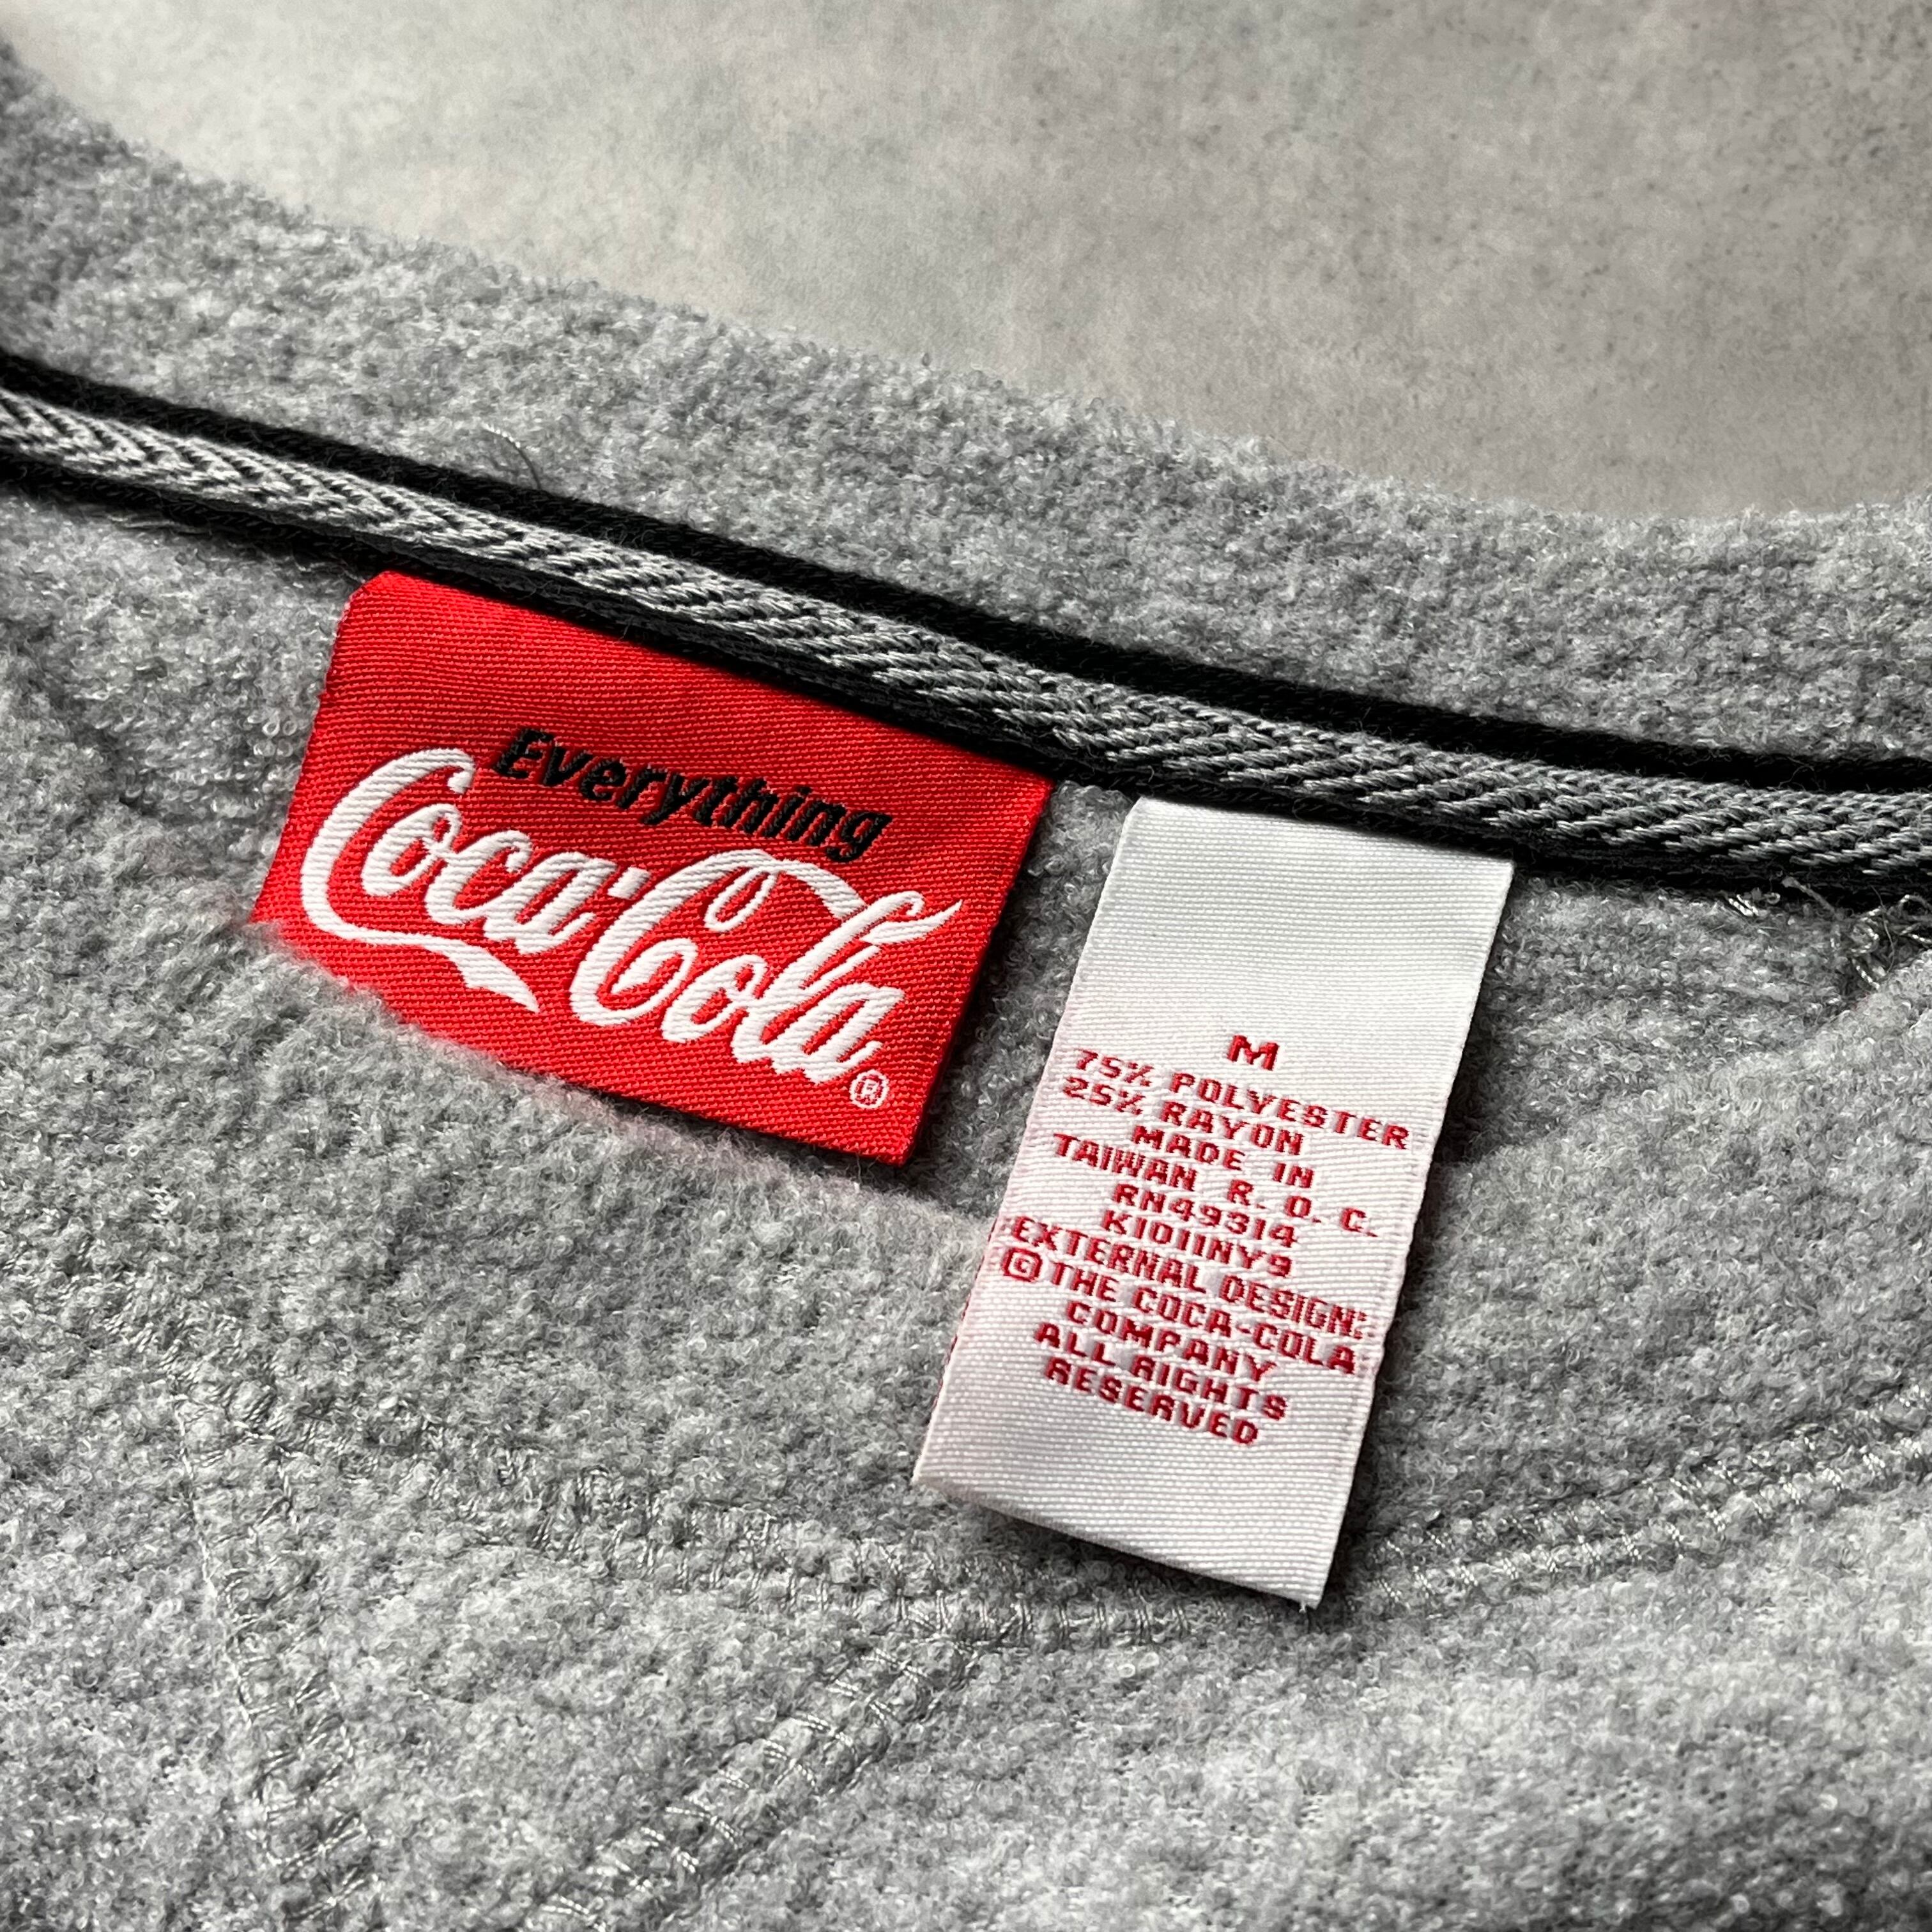 Everything
Coca-Cola®
M
75% POLYESTER
25% RAYON
MADE IN
TAIWAN R. O. C.
RN49314
K1011NY9
EXTERNAL DESIGN:
© THE COCA-COLA
COMPANY
ALL RIGHTS
RESERVED